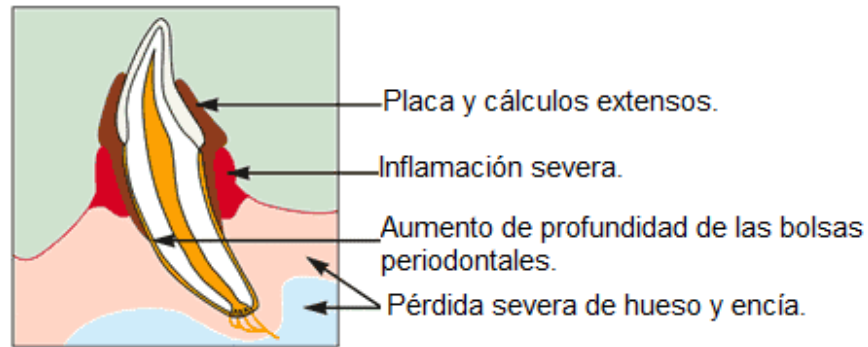 Placa y cálculos extensos.
Inflamación severa.
Aumento de profundidad de las bolsas
periodontales.
Pérdida severa de hueso y encía.